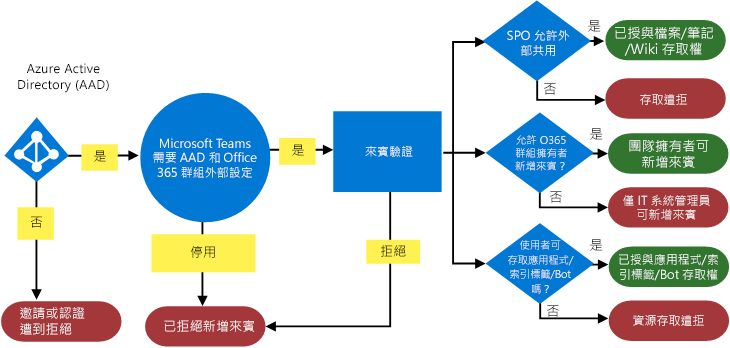 Azure Active
Directory (AAD)
是
否
邀請或認證
遭到拒絕
Microsoft Teams
需要 AAD 和 Office
365 群組外部設定
是
停用
已拒絕新增來賓
來賓驗證
拒絕
SPO 允許外
部共用
是
已授與檔案/筆記
/Wiki 存取權
否
存取遭拒
允許 O365
群組擁有者
新增來賓？
是
團隊擁有者可
新增來賓
否
僅 IT 系統管理員
可新增來賓
使用者可
存取應用程式/
索引標籤/Bot
嗎？
是
已授與應用程式/索
引標籤/Bot 存取權
否
資源存取遭拒